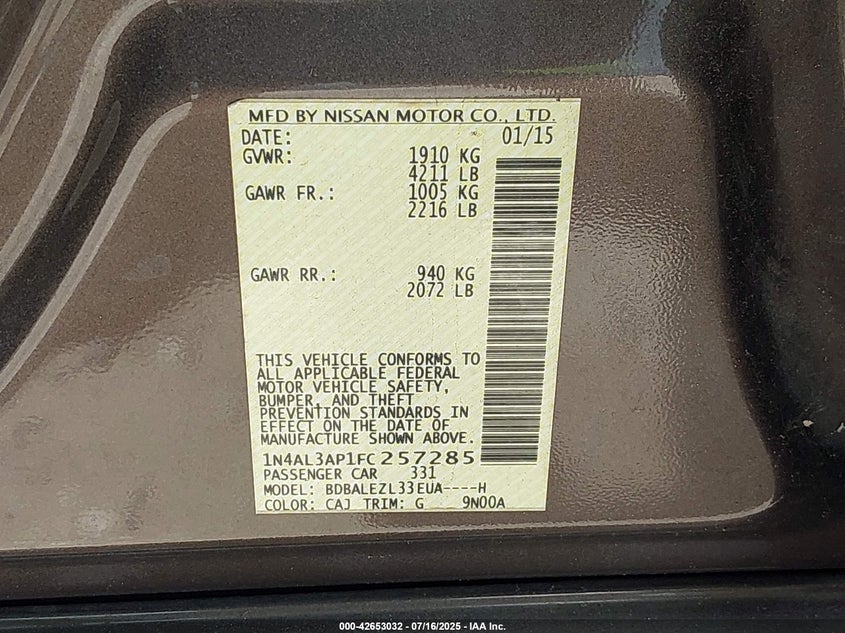 MFD BY NISSAN MOTOR CO., LTD.
DATE: 01/15
GVWR: 1910 KG
4211 LB
GAWR FR.: 1005 KG
2216 LB
GAWR RR.: 940 KG
2072 LB
THIS VEHICLE CONFORMS TO
ALL APPLICABLE FEDERAL
MOTOR VEHICLE SAFETY,
BUMPER, AND THEFT
PREVENTION STANDARDS IN
EFFECT ON THE DATE OF
MANUFACTURE SHOWN ABOVE.
1N4AL3AP1FC257285
PASSENGER CAR 331
MODEL: BDBALEZL33EUA----H
COLOR: CAJ TRIM: G 9N00A
000-42653032 - 07/16/2025 - IAA Inc.